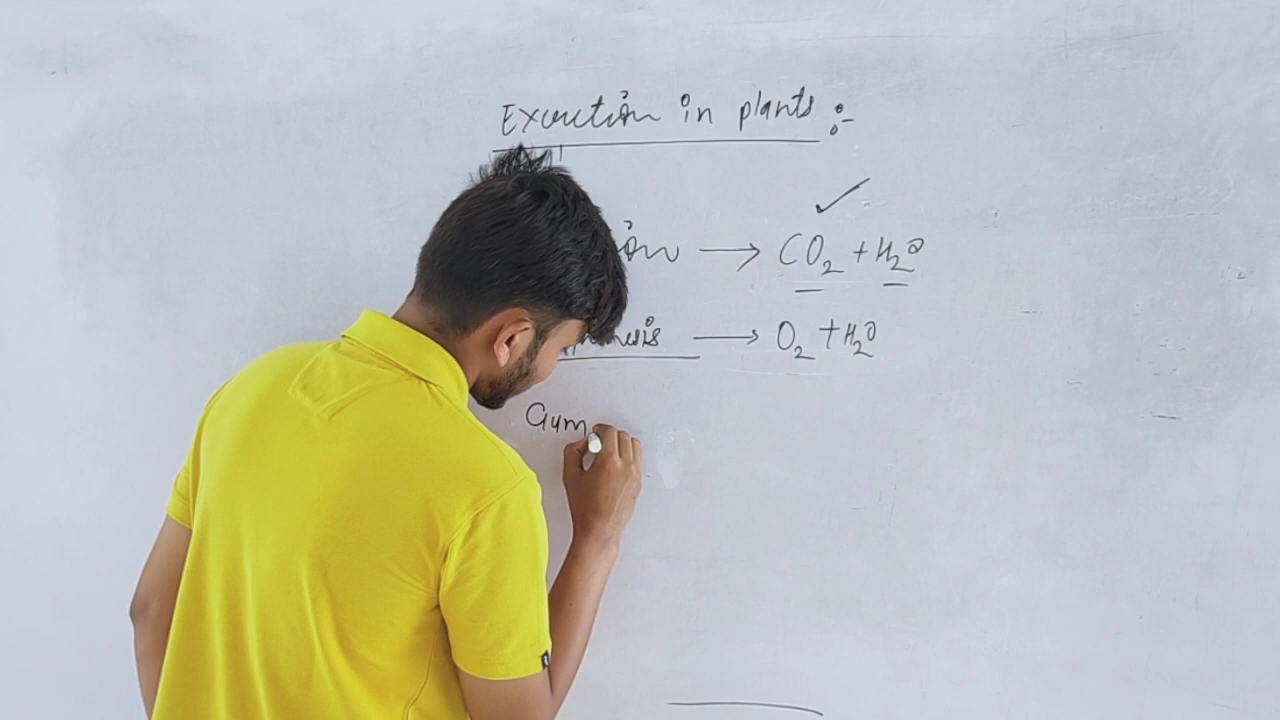 Excretion in plants :-
→ CO₂ + H₂O
→ O₂ + H₂O
Gum